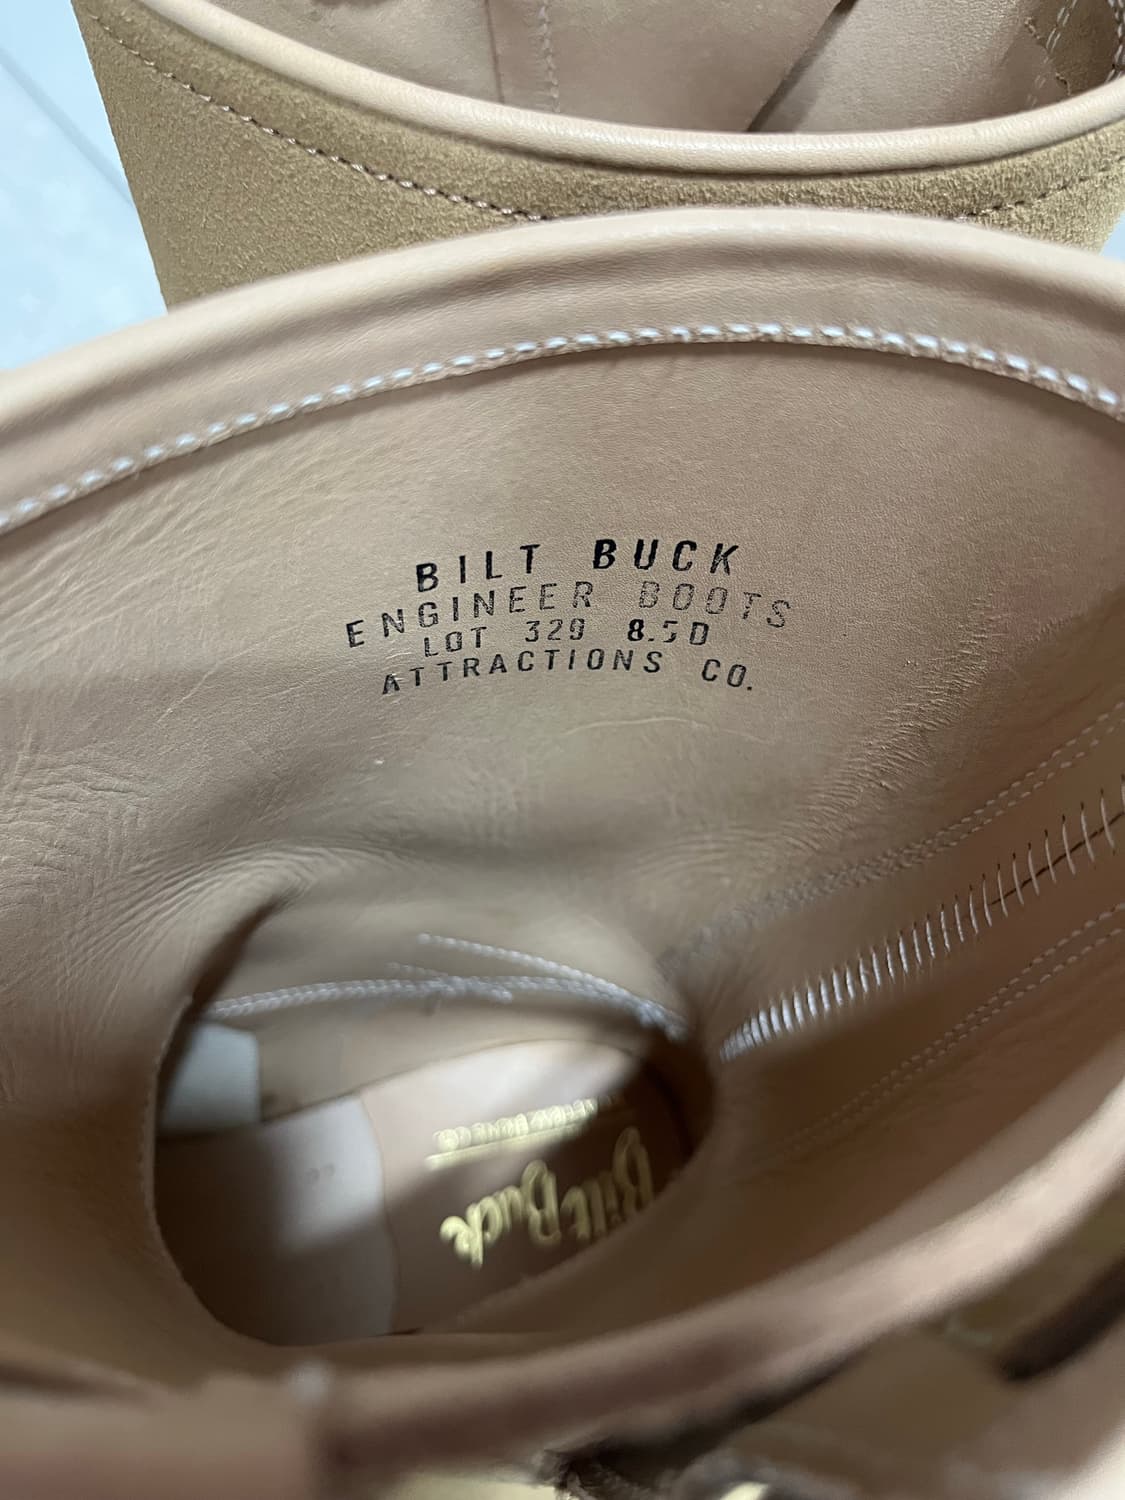 BILT BUCK
ENGINEER BOOTS
LOT 329 8.5D
ATTRACTIONS CO.
Bilt Buck